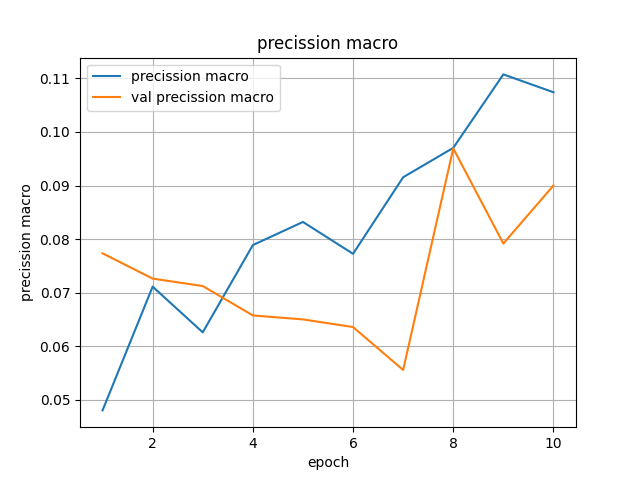 precission macro
precission macro
val precission macro
0.11
0.10
0.09
0.08
0.07
0.06
0.05
precission macro
2
4
6
8
10
epoch